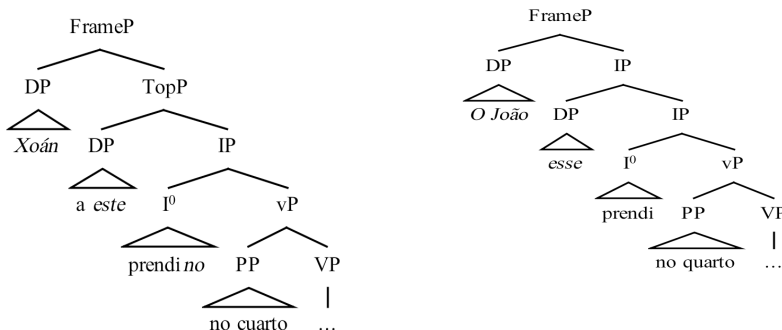 FrameP
DP TopP
Xoán DP IP
a este I⁰ vP
prendino PP VP
no cuarto ...
FrameP
DP IP
O João DP IP
esse I⁰ vP
prendi PP VP
no quarto ...